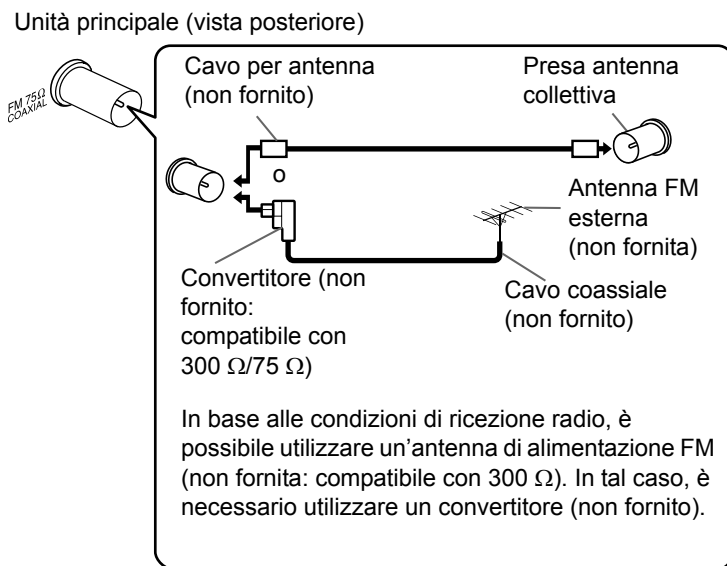 Unità principale (vista posteriore)
FM 75Ω
COAXIAL
Cavo per antenna
(non fornito)
Presa antenna
collettiva
o
Antenna FM
esterna
(non fornita)
Convertitore (non
fornito:
compatibile con
300 Ω/75 Ω)
Cavo coassiale
(non fornito)
In base alle condizioni di ricezione radio, è
possibile utilizzare un’antenna di alimentazione FM
(non fornita: compatibile con 300 Ω). In tal caso, è
necessario utilizzare un convertitore (non fornito).